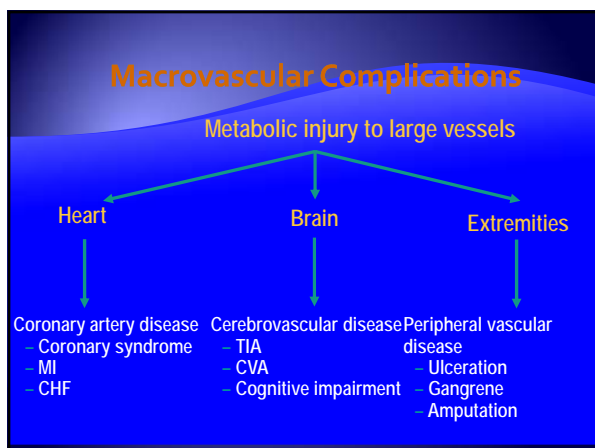 Macrovascular Complications
Metabolic injury to large vessels
Heart
Brain
Extremities
Coronary artery disease
– Coronary syndrome
– MI
– CHF
Cerebrovascular disease
– TIA
– CVA
– Cognitive impairment
Peripheral vascular
disease
– Ulceration
– Gangrene
– Amputation